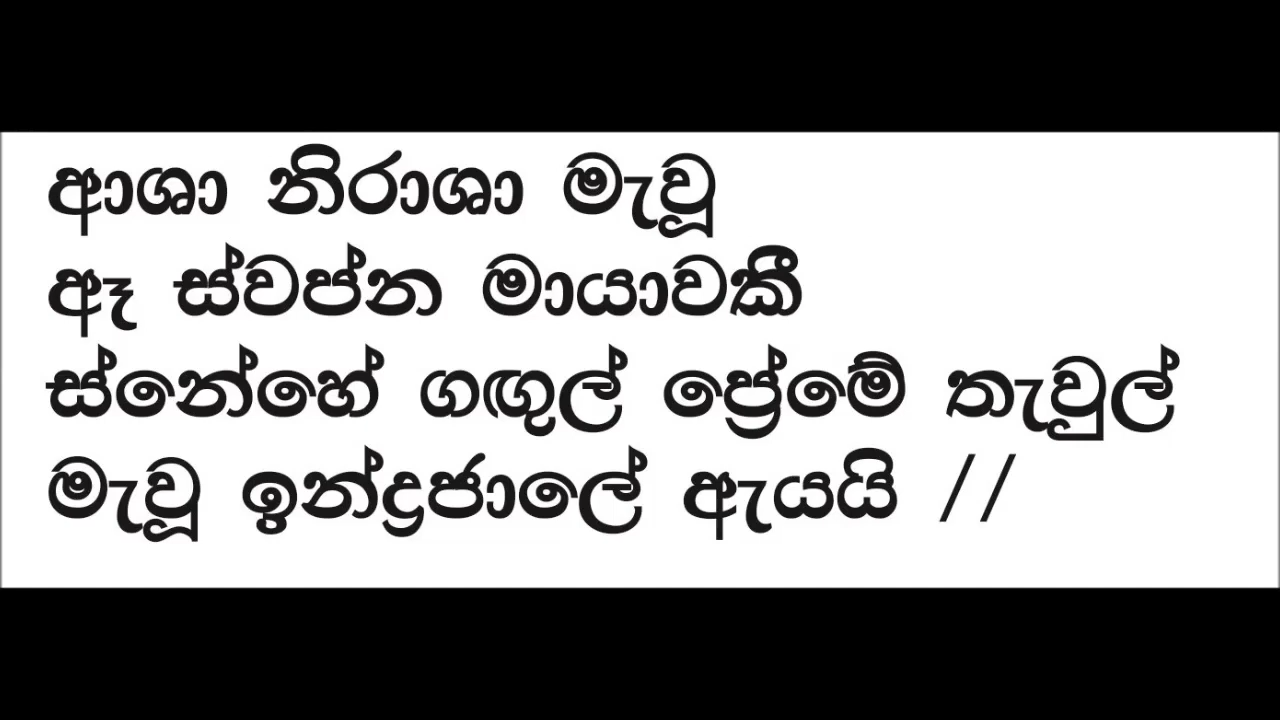 ආශා නිරාශා මැවූ
ඈ ස්වප්න මායාවකී
ස්නේහේ ගඟුල් ප්‍රේමේ තැවුල්
මැවූ ඉන්ද්‍රජාලේ ඇයයි //